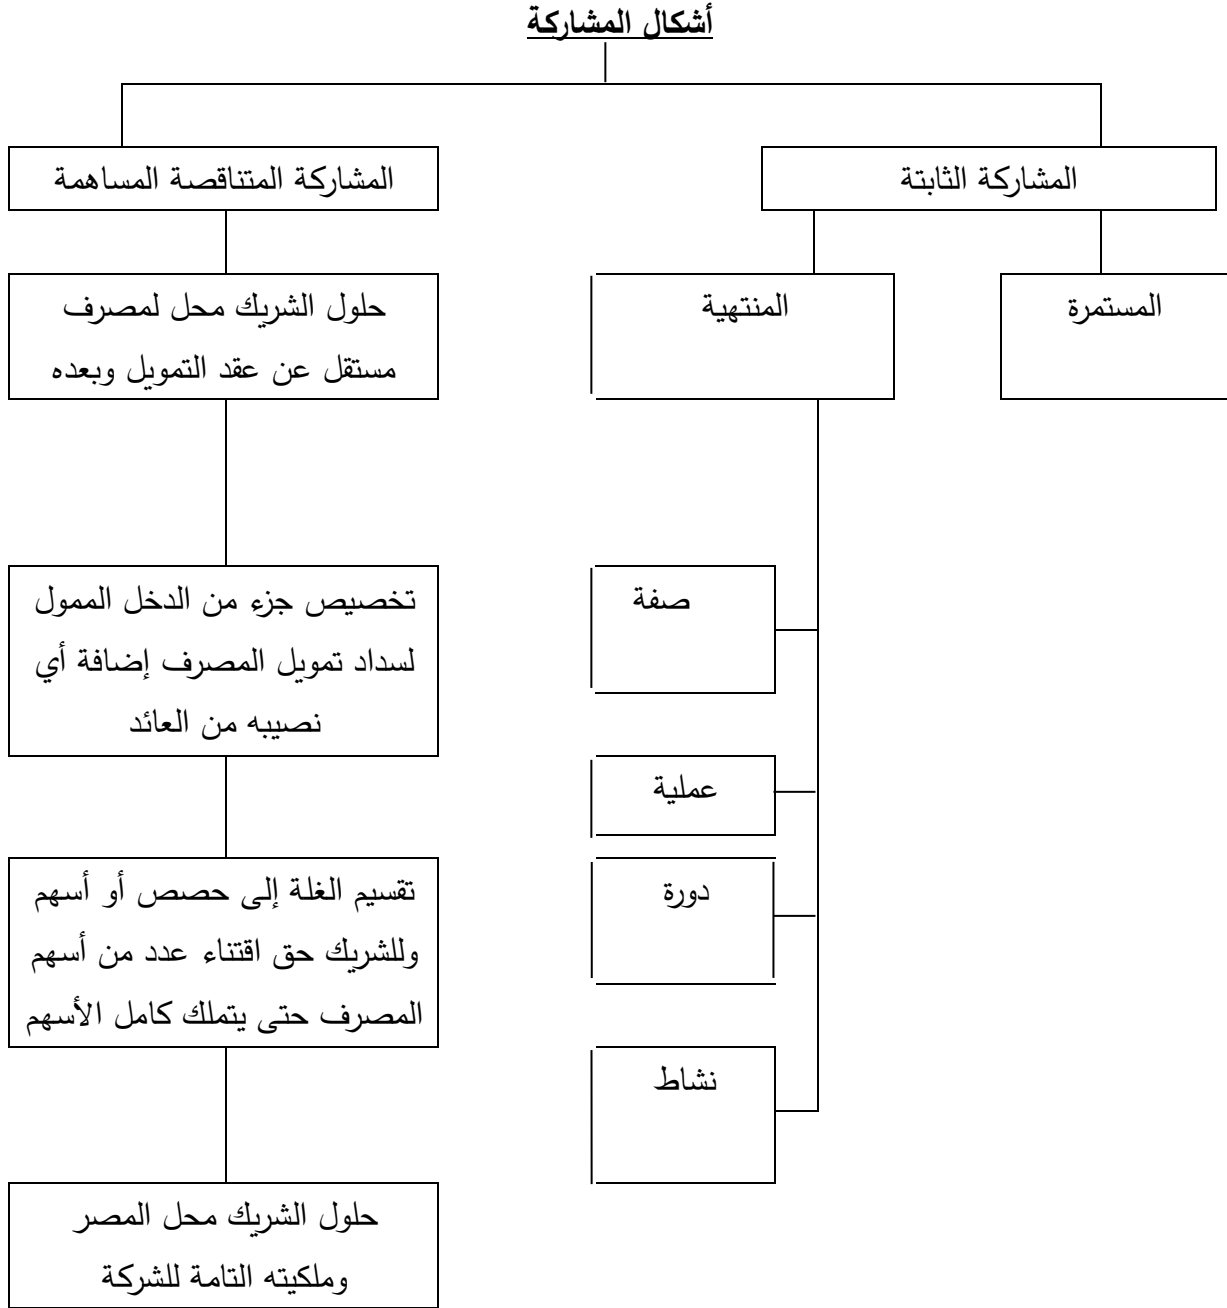 أشكال المشاركة
المشاركة الثابتة
المشاركة المتناقصة المساهمة
المستمرة
المنتهية
حلول الشريك محل لمصرف
مستقل عن عقد التمويل وبعده
صفة
تخصيص جزء من الدخل الممول
لسداد تمويل المصرف إضافة أي
نصيبه من العائد
عملية
دورة
تقسيم الغلة إلى حصص أو أسهم
وللشريك حق اقتناء عدد من أسهم
المصرف حتى يتملك كامل الأسهم
نشاط
حلول الشريك محل المصر
وملكيته التامة للشركة